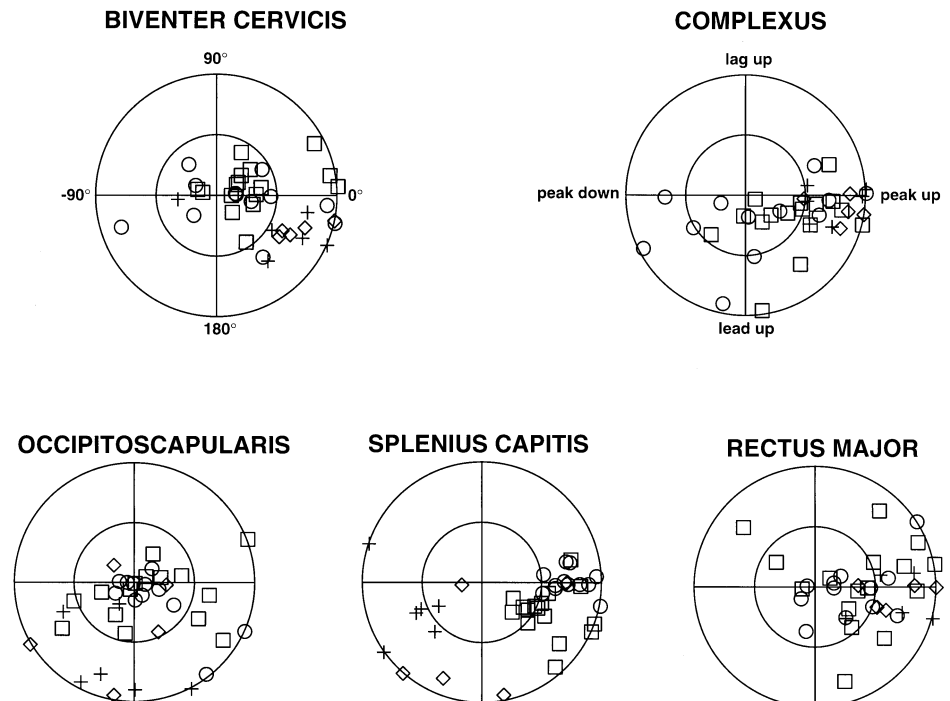 BIVENTER CERVICIS
COMPLEXUS
90°
lag up
-90°
0°
peak down
peak up
180°
lead up
OCCIPITOSCAPULARIS
SPLENIUS CAPITIS
RECTUS MAJOR